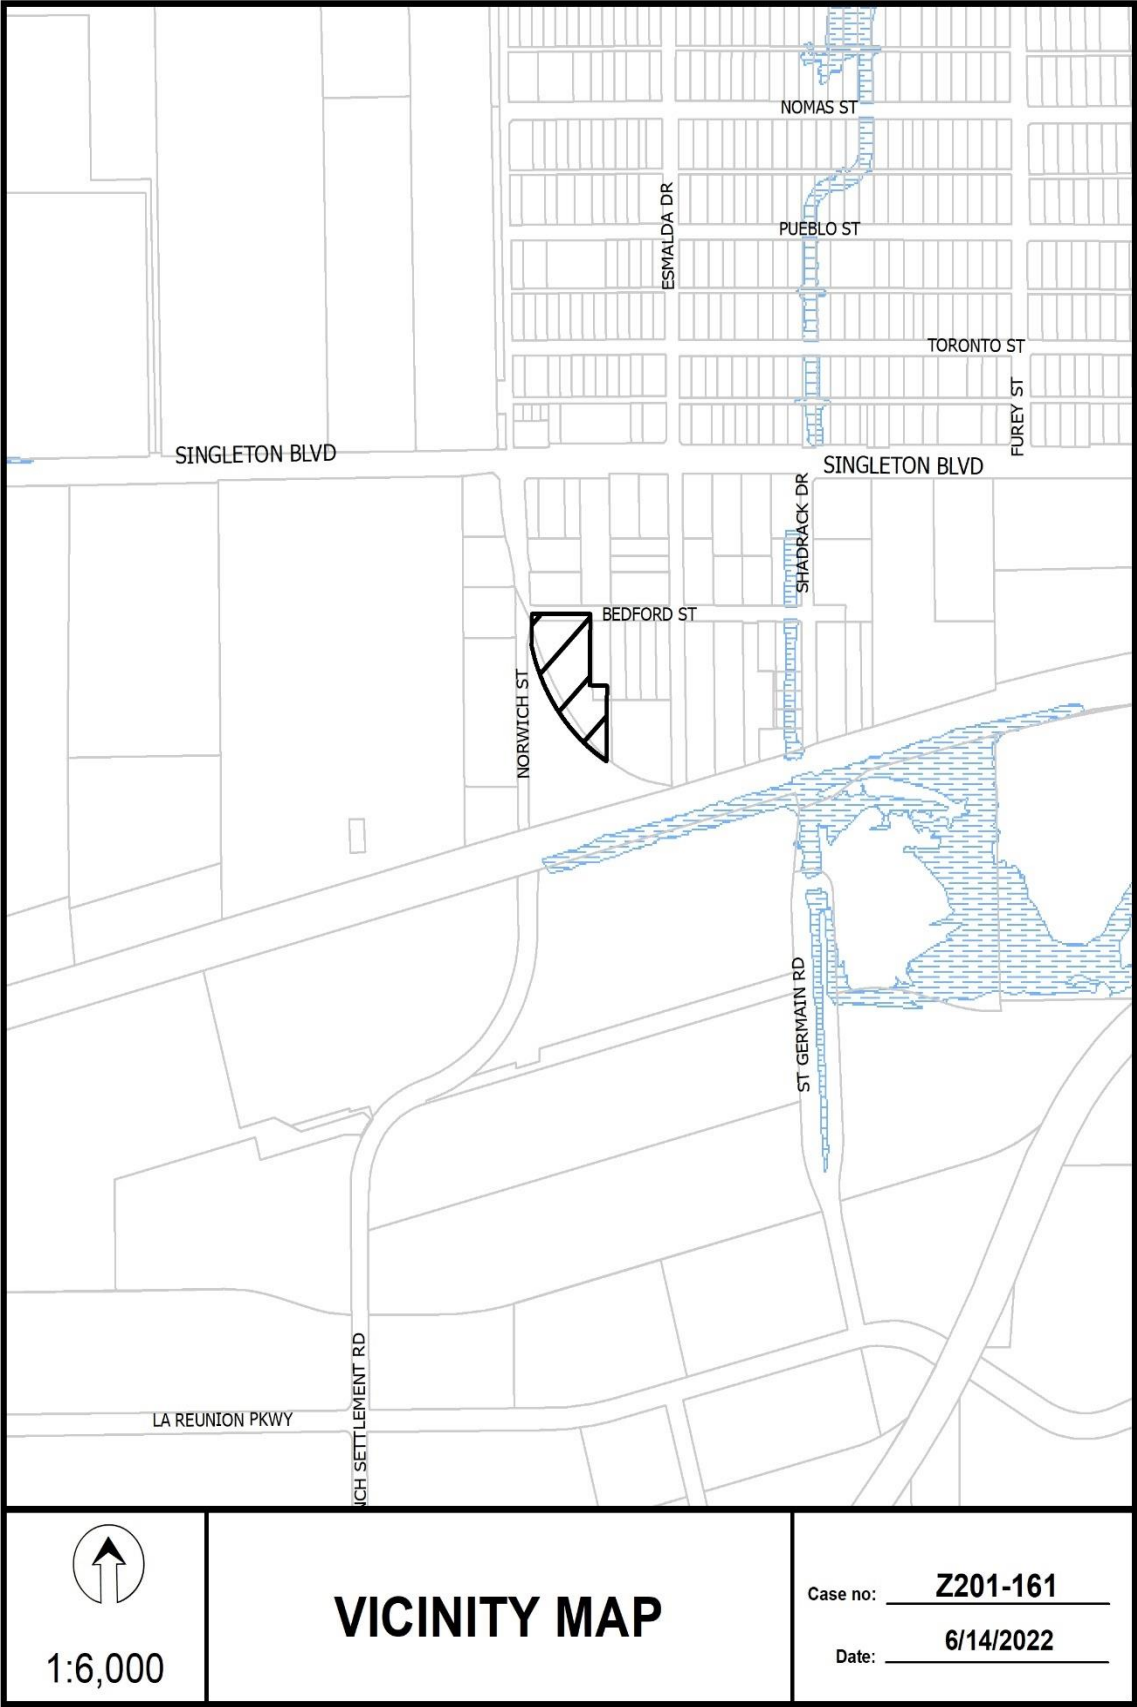 NOMAS ST
ESMALDA DR
PUEBLO ST
TORONTO ST
FUREY ST
SINGLETON BLVD
SINGLETON BLVD
SHADRACK DR
BEDFORD ST
NORWICH ST
ST GERMAIN RD
NCH SETTLEMENT RD
LA REUNION PKWY
1:6,000
VICINITY MAP
Case no: Z201-161
Date: 6/14/2022